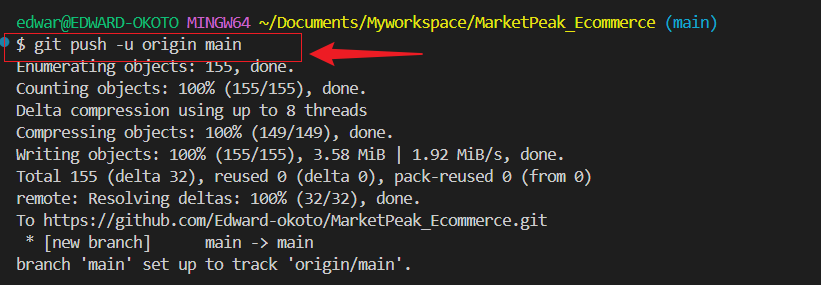 edwar@EDWARD-OKOTO MINGW64 ~/Documents/Myworkspace/MarketPeak_Ecommerce (main)
$ git push -u origin main
Enumerating objects: 155, done.
Counting objects: 100% (155/155), done.
Delta compression using up to 8 threads
Compressing objects: 100% (149/149), done.
Writing objects: 100% (155/155), 3.58 MiB | 1.92 MiB/s, done.
Total 155 (delta 32), reused 0 (delta 0), pack-reused 0 (from 0)
remote: Resolving deltas: 100% (32/32), done.
To https://github.com/Edward-okoto/MarketPeak_Ecommerce.git
 * [new branch]      main -> main
branch 'main' set up to track 'origin/main'.